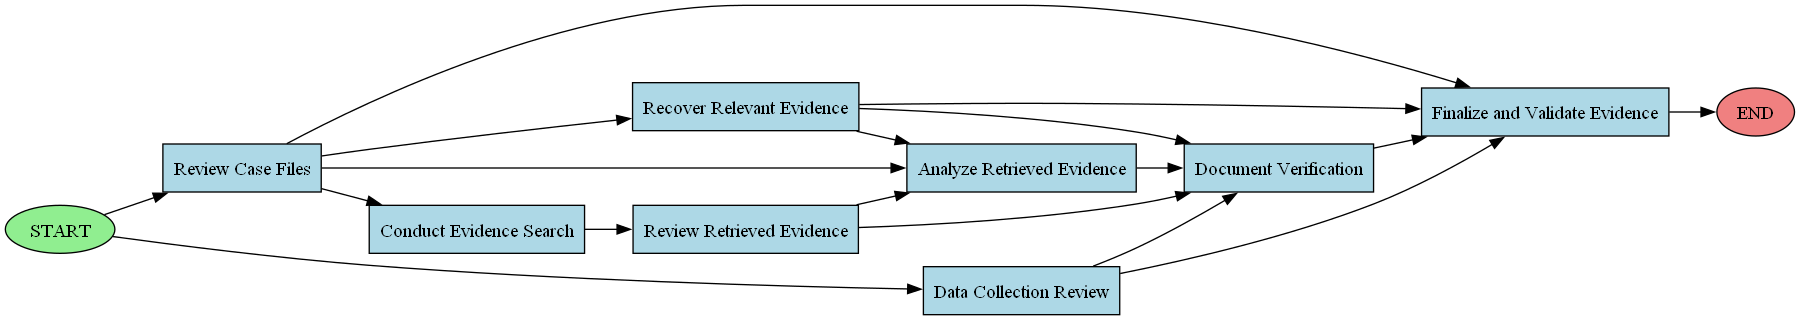 START
Review Case Files
Conduct Evidence Search
Recover Relevant Evidence
Review Retrieved Evidence
Analyze Retrieved Evidence
Data Collection Review
Document Verification
Finalize and Validate Evidence
END